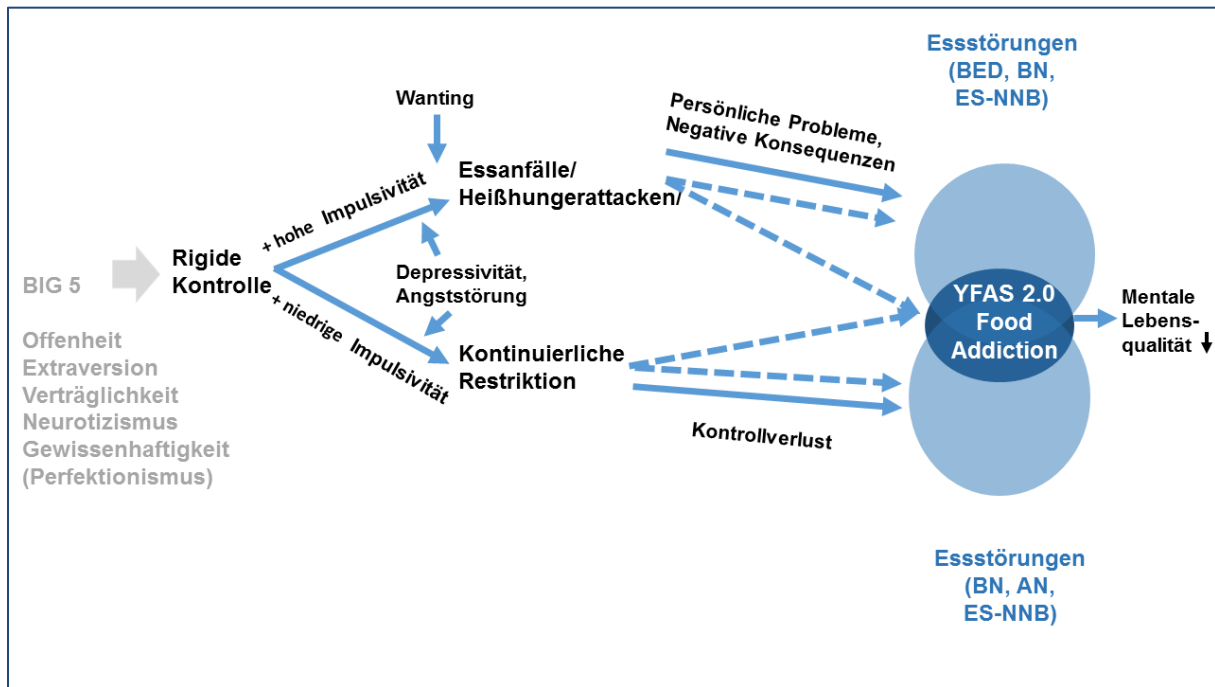 BIG 5
Offenheit
Extraversion
Verträglichkeit
Neurotizismus
Gewissenhaftigkeit
(Perfektionismus)
Rigide
Kontrolle
+ hohe Impulsivität
+ niedrige Impulsivität
Wanting
Essanfälle/
Heißhungerattacken/
Depressivität,
Angststörung
Kontinuierliche
Restriktion
Persönliche Probleme,
Negative Konsequenzen
Kontrollverlust
Essstörungen
(BED, BN,
ES-NNB)
YFAS 2.0
Food
Addiction
Mentale
Lebens-
qualität
Essstörungen
(BN, AN,
ES-NNB)